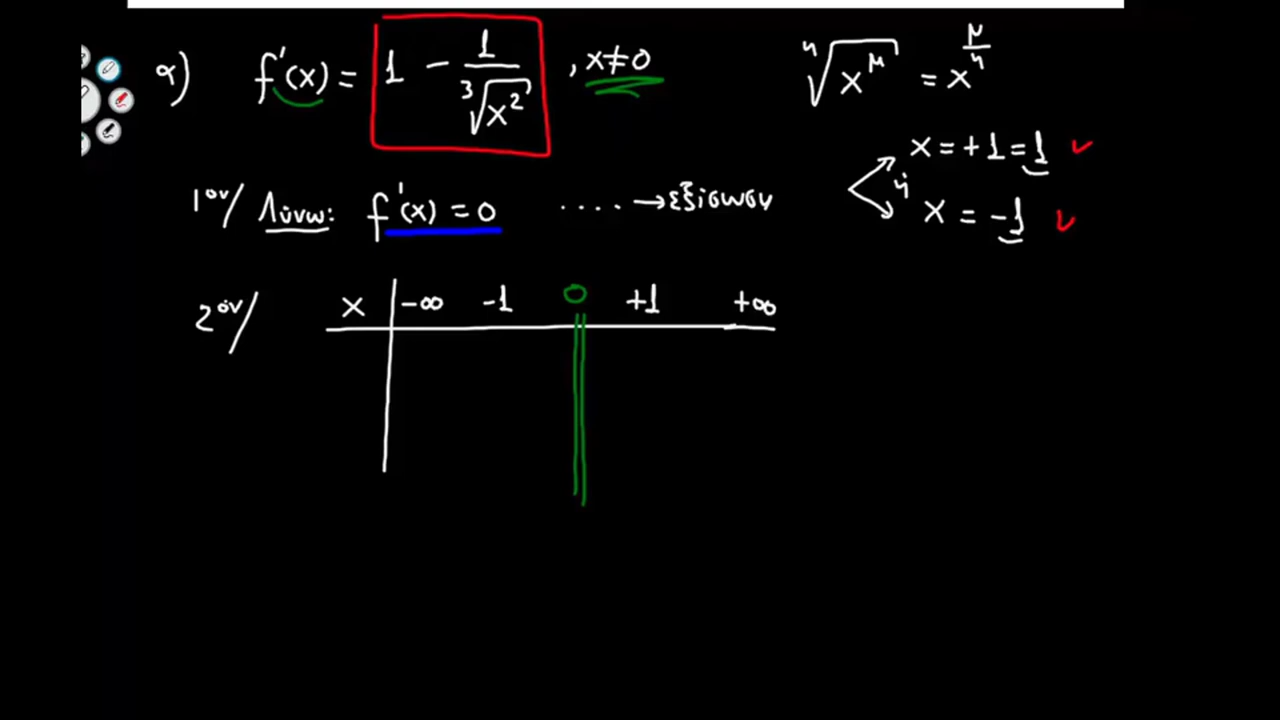 α) f'(x) = 1 - 1/∛x² , x≠0
ⁿ√x^μ = x^(μ/ν)
x = +1 = 1
ή
x = -1
1ον/ Λύνω: f'(x) = 0 .... → εξίσωση
2ον/ x -∞ -1 0 +1 +∞